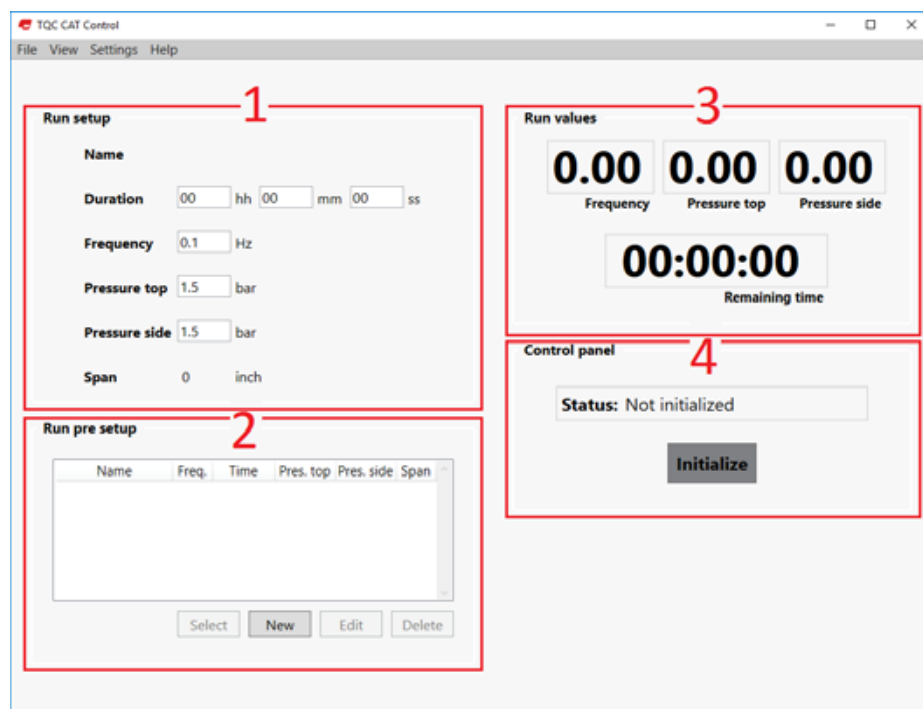 TQC CAT Control
File View Settings Help
1
Run setup
Name
Duration 00 hh 00 mm 00 ss
Frequency 0.1 Hz
Pressure top 1.5 bar
Pressure side 1.5 bar
Span 0 inch
2
Run pre setup
Name Freq. Time Pres. top Pres. side Span
Select New Edit Delete
3
Run values
0.00 0.00 0.00
Frequency Pressure top Pressure side
00:00:00
Remaining time
4
Control panel
Status: Not initialized
Initialize